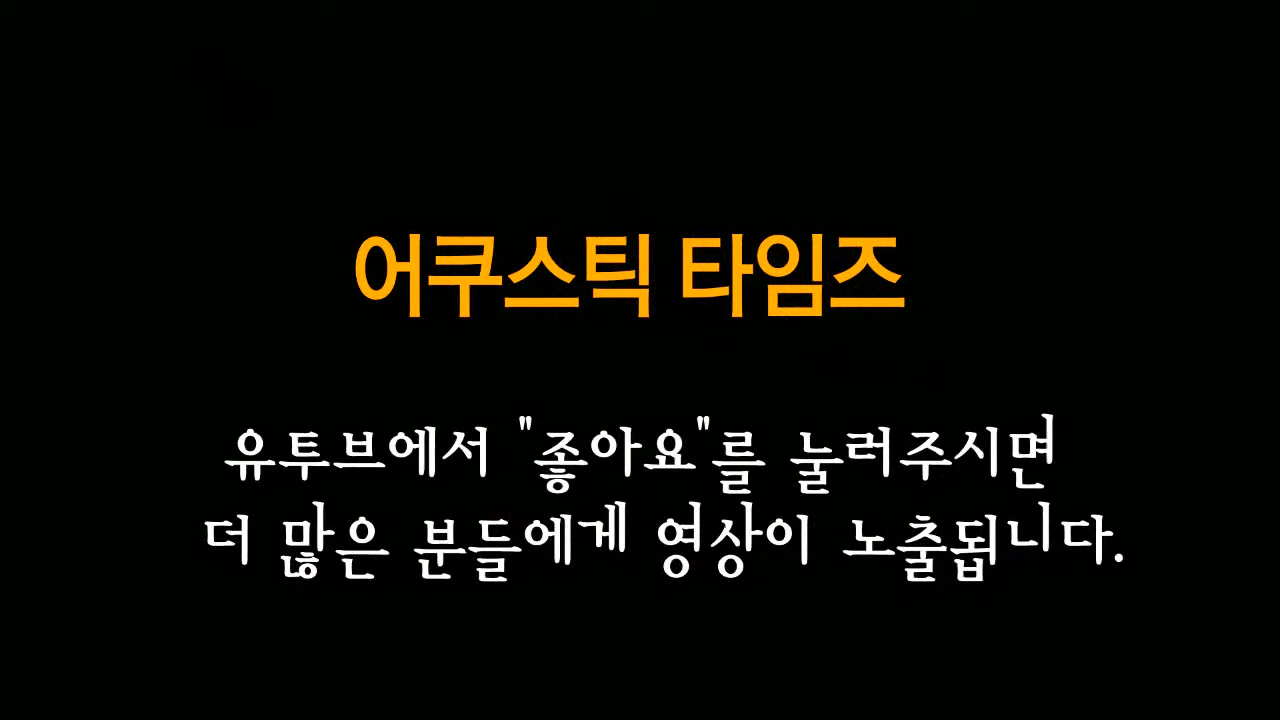 어쿠스틱 타임즈
유투브에서 "좋아요"를 눌러주시면
더 많은 분들에게 영상이 노출됩니다.